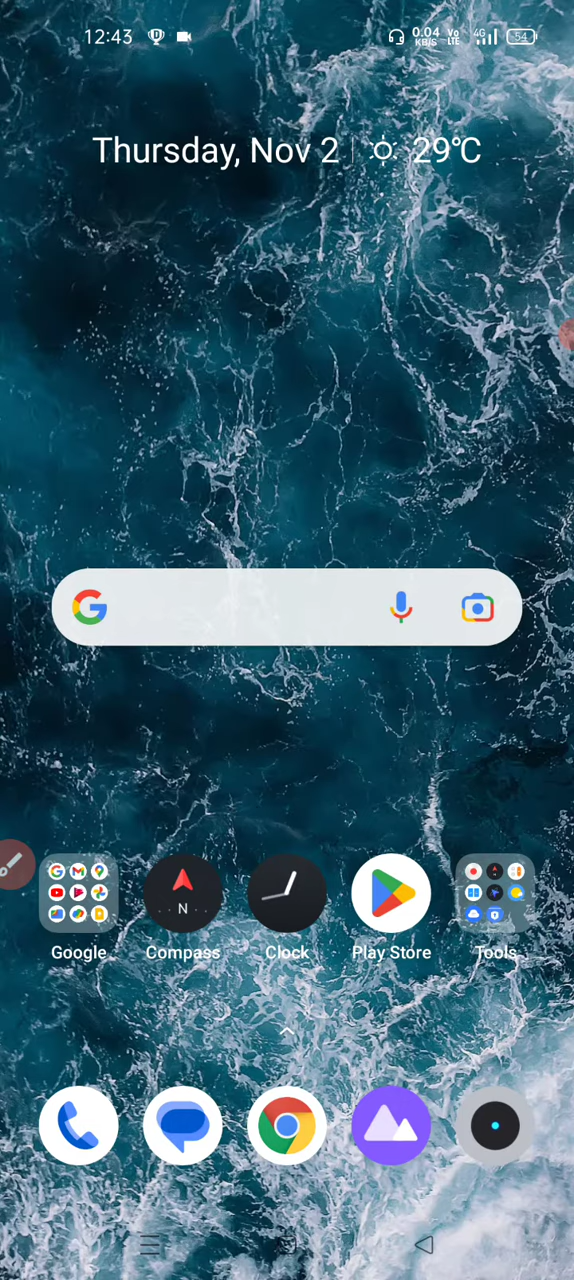 12:43 0.04 KB/S Vo LTE 4G 54
Thursday, Nov 2 | 29°C
Google Compass Clock Play Store Tools